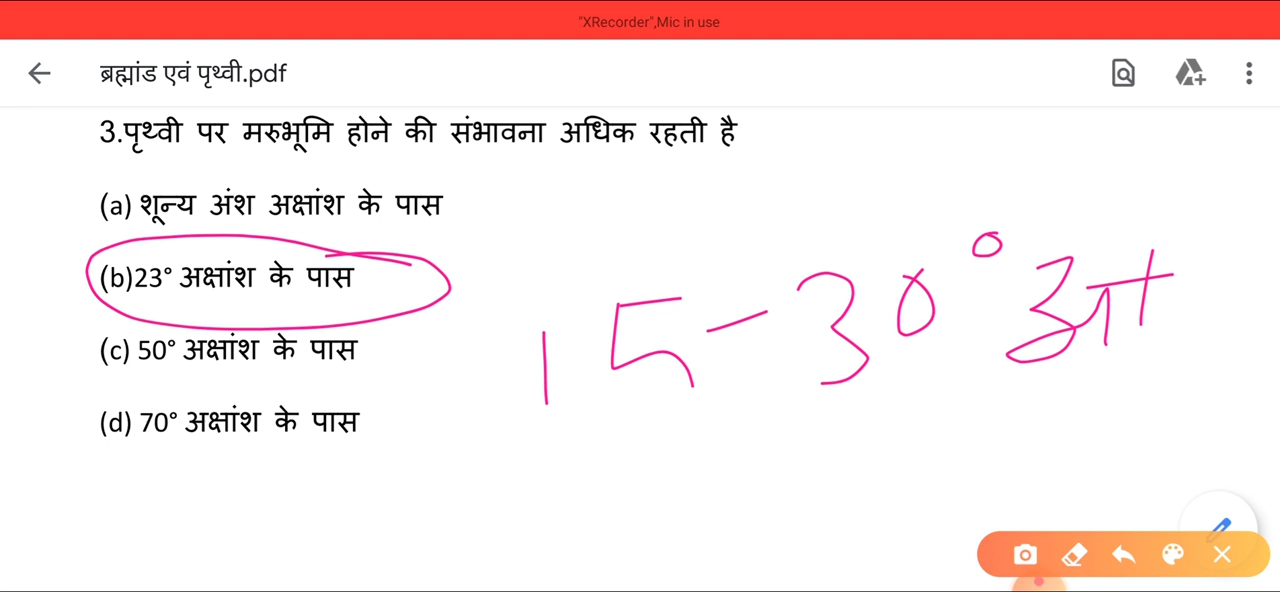 "XRecorder",Mic in use
ब्रह्मांड एवं पृथ्वी.pdf
3.पृथ्वी पर मरुभूमि होने की संभावना अधिक रहती है
(a) शून्य अंश अक्षांश के पास
(b)23° अक्षांश के पास
15-30° अ
(c) 50° अक्षांश के पास
(d) 70° अक्षांश के पास